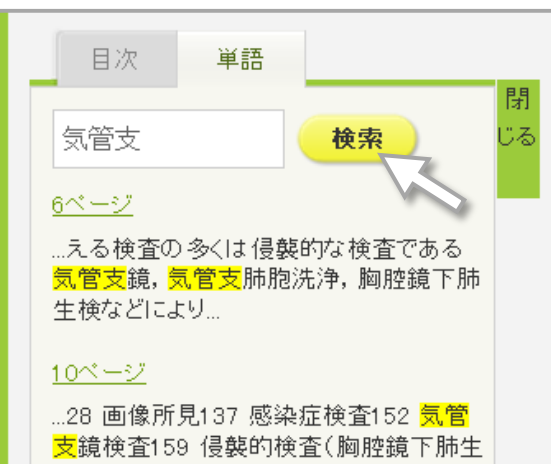 目次 単語
閉じる
気管支 検索
6ページ
...える検査の多くは侵襲的な検査である
気管支鏡，気管支肺胞洗浄，胸腔鏡下肺
生検などにより...
10ページ
...28 画像所見137 感染症検査152 気管
支鏡検査159 侵襲的検査（胸腔鏡下肺生